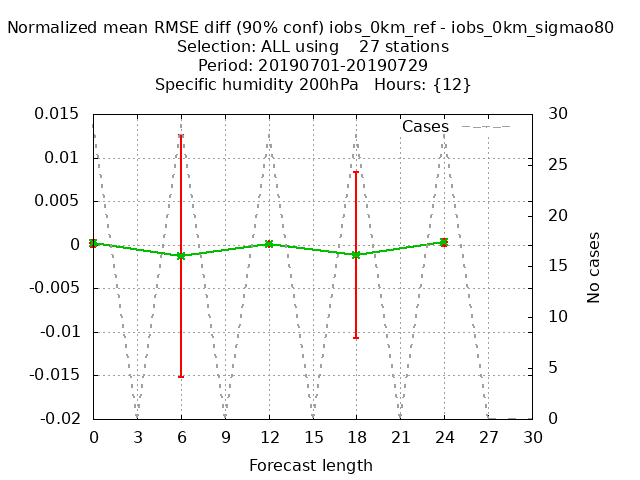 Normalized mean RMSE diff (90% conf) iobs_0km_ref - iobs_0km_sigmao80
Selection: ALL using    27 stations
Period: 20190701-20190729
Specific humidity 200hPa   Hours: {12}
0.015
0.01
0.005
0
-0.005
-0.01
-0.015
-0.02
Cases
30
25
20
15
10
5
0
No cases
0 3 6 9 12 15 18 21 24 27 30
Forecast length